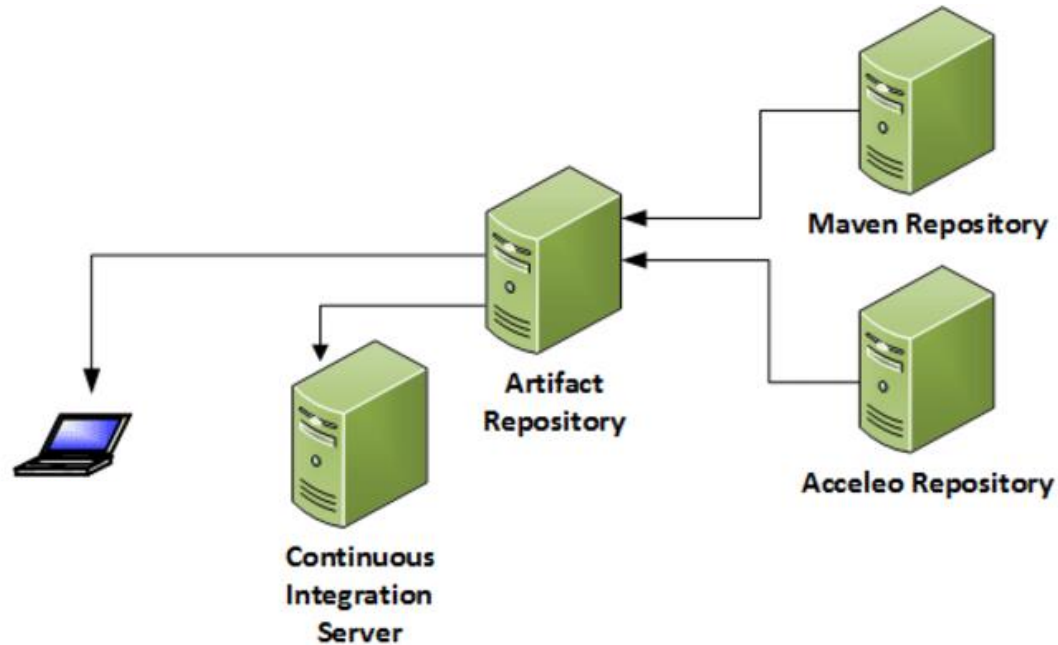 Maven Repository
Artifact
Repository
Acceleo Repository
Continuous
Integration
Server